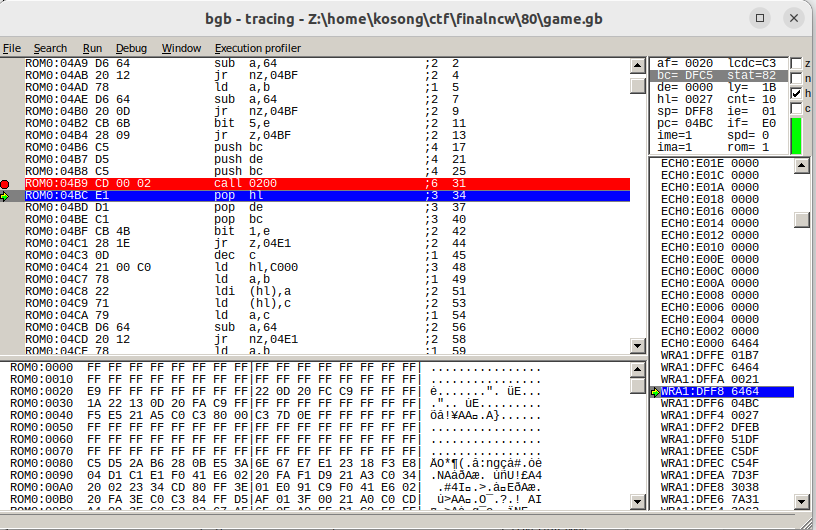 bgb - tracing - Z:\home\kosong\ctf\finalncw\80\game.gb
File Search Run Debug Window Execution profiler
ROM0:04A9 D6 64 sub a,64 ;2 2
ROM0:04AB 20 12 jr nz,04BF ;2 4
ROM0:04AD 78 ld a,b ;1 5
ROM0:04AE D6 64 sub a,64 ;2 7
ROM0:04B0 20 0D jr nz,04BF ;2 9
ROM0:04B2 CB 6B bit 5,e ;2 11
ROM0:04B4 28 09 jr z,04BF ;2 13
ROM0:04B6 C5 push bc ;4 17
ROM0:04B7 D5 push de ;4 21
ROM0:04B8 C5 push bc ;4 25
ROM0:04B9 CD 00 02 call 0200 ;6 31
ROM0:04BC E1 pop hl ;3 34
ROM0:04BD D1 pop de ;3 37
ROM0:04BE C1 pop bc ;3 40
ROM0:04BF CB 4B bit 1,e ;2 42
ROM0:04C1 28 1E jr z,04E1 ;2 44
ROM0:04C3 0D dec c ;1 45
ROM0:04C4 21 00 C0 ld hl,C000 ;3 48
ROM0:04C7 78 ld a,b ;1 49
ROM0:04C8 22 ldi (hl),a ;2 51
ROM0:04C9 71 ld (hl),c ;2 53
ROM0:04CA 79 ld a,c ;1 54
ROM0:04CB D6 64 sub a,64 ;2 56
ROM0:04CD 20 12 jr nz,04E1 ;2 58
ROM0:04CF 78 ld a,b ;1 59
af= 0020 lcdc=C3 z
bc= DFC5 stat=82 n
de= 0000 ly= 1B h
hl= 0027 cnt= 10 c
sp= DFF8 ie= 01
pc= 04BC if= E0
ime=1 spd= 0
ima=1 rom= 1
ECH0:E01E 0000
ECH0:E01C 0000
ECH0:E01A 0000
ECH0:E018 0000
ECH0:E016 0000
ECH0:E014 0000
ECH0:E012 0000
ECH0:E010 0000
ECH0:E00E 0000
ECH0:E00C 0000
ECH0:E00A 0000
ECH0:E008 0000
ECH0:E006 0000
ECH0:E004 0000
ECH0:E002 0000
ECH0:E000 6464
WRA1:DFFE 01B7
WRA1:DFFC 6464
WRA1:DFFA 0021
WRA1:DFF8 6464
WRA1:DFF6 04BC
WRA1:DFF4 0027
WRA1:DFF2 DFEB
WRA1:DFF0 51DF
WRA1:DFEE C5DF
WRA1:DFEC C54F
WRA1:DFEA 7D3F
WRA1:DFE8 3038
WRA1:DFE6 7A31
ROM0:0000 FF FF FF FF FF FF FF FF|FF FF FF FF FF FF FF FF| ................
ROM0:0010 FF FF FF FF FF FF FF FF|FF FF FF FF FF FF FF FF| ................
ROM0:0020 E9 FF FF FF FF FF FF FF|22 0D 20 FC C9 FF FF FF|
ROM0:0030 1A 22 13 0D 20 FA C9 FF|FF FF FF FF FF FF FF FF|
ROM0:0040 F5 E5 21 A5 C0 C3 80 00|C3 7D 0E FF FF FF FF FF|
ROM0:0050 FF FF FF FF FF FF FF FF|FF FF FF FF FF FF FF FF| ................
ROM0:0060 FF FF FF FF FF FF FF FF|FF FF FF FF FF FF FF FF| ................
ROM0:0070 FF FF FF FF FF FF FF FF|FF FF FF FF FF FF FF FF| ................
ROM0:0080 C5 D5 2A B6 28 0B E5 3A|6E 67 E7 E1 23 18 F3 E8|
ROM0:0090 04 D1 C1 E1 F0 41 E6 02|20 FA F1 D9 21 A3 C0 34|
ROM0:00A0 20 02 23 34 CD 80 FF 3E|01 E0 91 C9 F0 41 E6 02|
ROM0:00B0 20 FA 3E C0 C3 84 FF D5|AF 01 3F 00 21 A0 C0 CD|